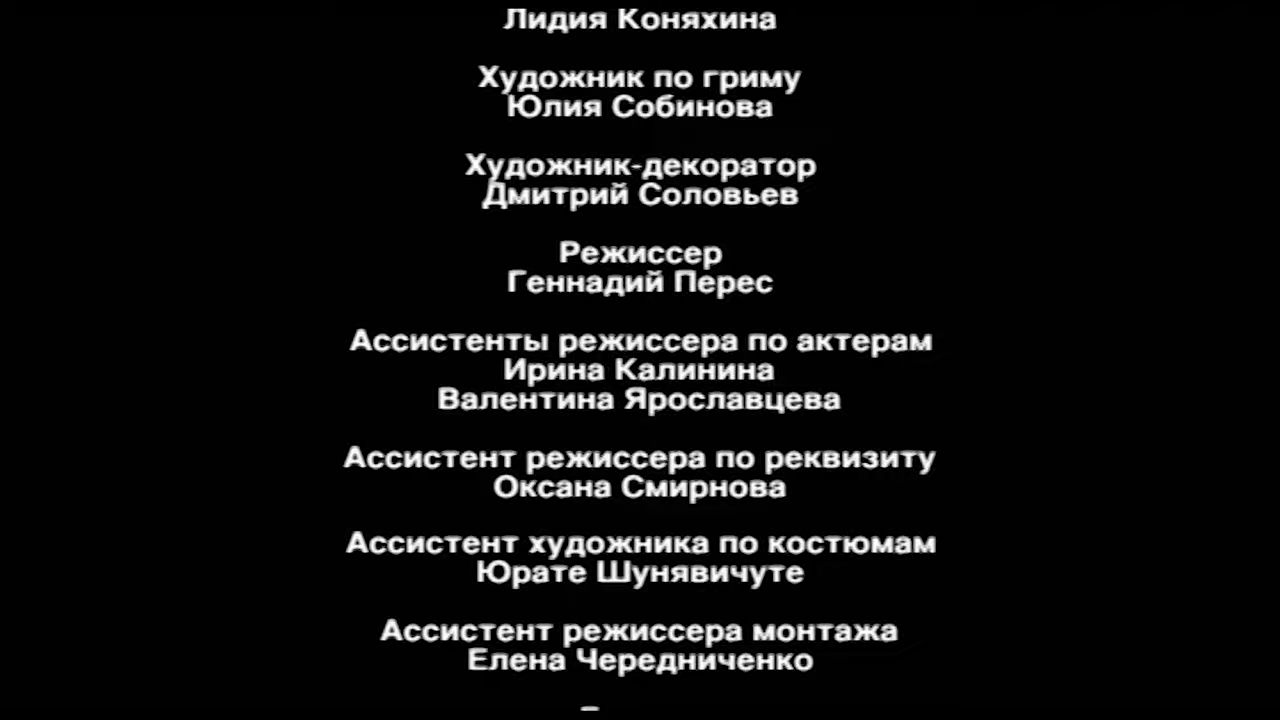 Лидия Коняхина
Художник по гриму
Юлия Собинова
Художник-декоратор
Дмитрий Соловьев
Режиссер
Геннадий Перес
Ассистенты режиссера по актерам
Ирина Калинина
Валентина Ярославцева
Ассистент режиссера по реквизиту
Оксана Смирнова
Ассистент художника по костюмам
Юрате Шунявичуте
Ассистент режиссера монтажа
Елена Чередниченко